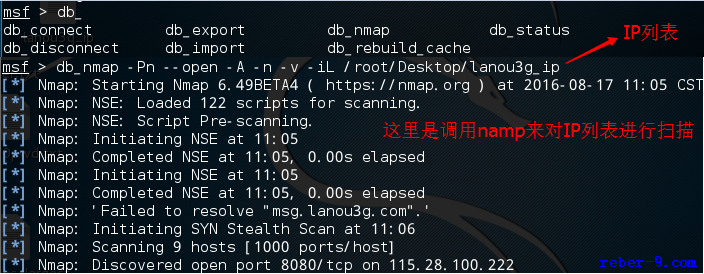 msf > db_
db_connect db_export db_nmap db_status
db_disconnect db_import db_rebuild_cache
IP列表
msf > db_nmap -Pn --open -A -n -v -iL /root/Desktop/lanou3g_ip
[*] Nmap: Starting Nmap 6.49BETA4 ( https://nmap.org ) at 2016-08-17 11:05 CST
[*] Nmap: NSE: Loaded 122 scripts for scanning.
[*] Nmap: NSE: Script Pre-scanning.
这里是调用namp来对IP列表进行扫描
[*] Nmap: Initiating NSE at 11:05
[*] Nmap: Completed NSE at 11:05, 0.00s elapsed
[*] Nmap: Initiating NSE at 11:05
[*] Nmap: Completed NSE at 11:05, 0.00s elapsed
[*] Nmap: 'Failed to resolve "msg.lanou3g.com".'
[*] Nmap: Initiating SYN Stealth Scan at 11:06
[*] Nmap: Scanning 9 hosts [1000 ports/host]
[*] Nmap: Discovered open port 8080/tcp on 115.28.100.222
reber-9.com